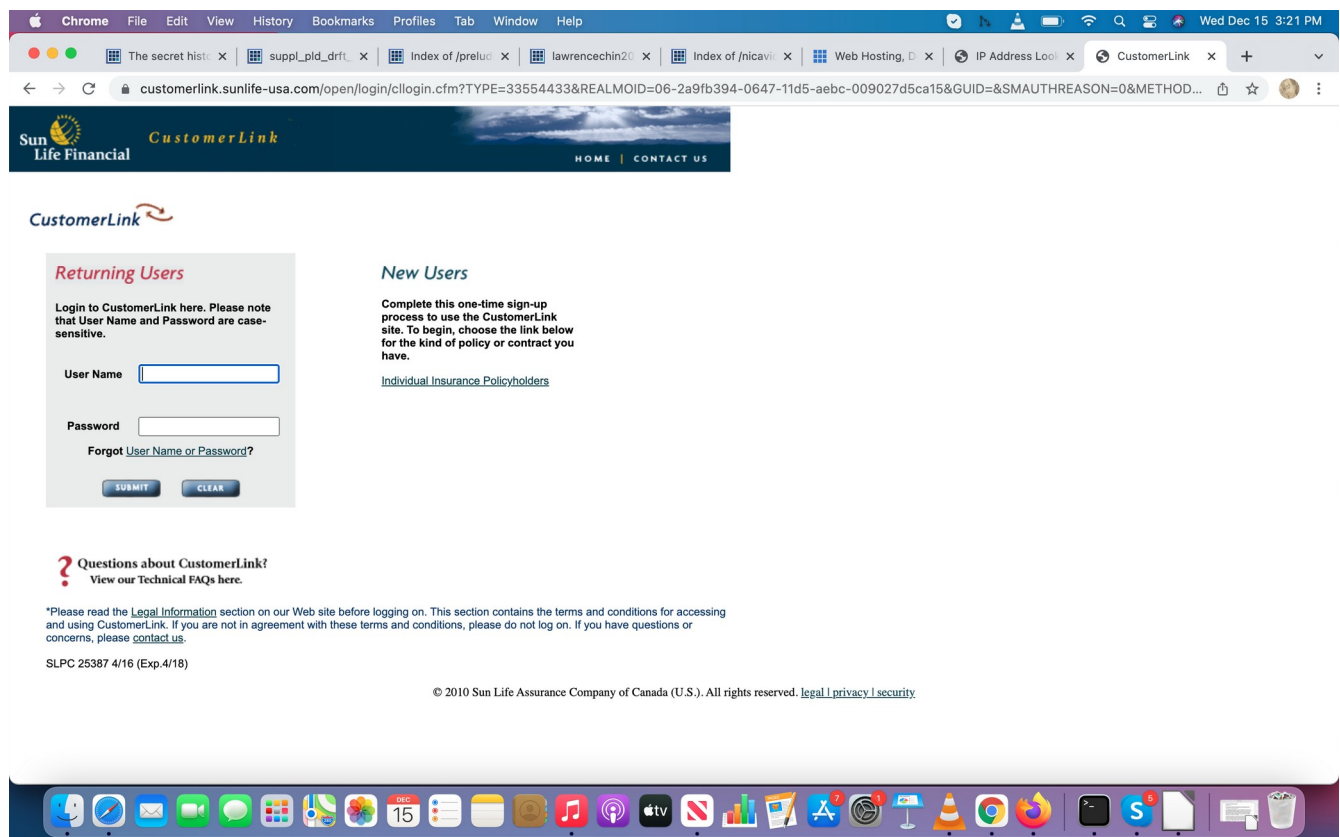 Chrome File Edit View History Bookmarks Profiles Tab Window Help Wed Dec 15 3:21 PM
The secret histo suppl_pld_drft_ Index of /prelud lawrencechin20 Index of /nicavi Web Hosting, D IP Address Look CustomerLink
customerlink.sunlife-usa.com/open/login/cllogin.cfm?TYPE=33554433&REALMOID=06-2a9fb394-0647-11d5-aebc-009027d5ca15&GUID=&SMAUTHREASON=0&METHOD...
Sun
Life Financial
CustomerLink
HOME | CONTACT US
CustomerLink
Returning Users
Login to CustomerLink here. Please note
that User Name and Password are case-
sensitive.
User Name
Password
Forgot User Name or Password?
SUBMIT CLEAR
New Users
Complete this one-time sign-up
process to use the CustomerLink
site. To begin, choose the link below
for the kind of policy or contract you
have.
Individual Insurance Policyholders
? Questions about CustomerLink?
View our Technical FAQs here.
*Please read the Legal Information section on our Web site before logging on. This section contains the terms and conditions for accessing
and using CustomerLink. If you are not in agreement with these terms and conditions, please do not log on. If you have questions or
concerns, please contact us.
SLPC 25387 4/16 (Exp.4/18)
© 2010 Sun Life Assurance Company of Canada (U.S.). All rights reserved. legal | privacy | security
DEC
15
tv
7
1
5